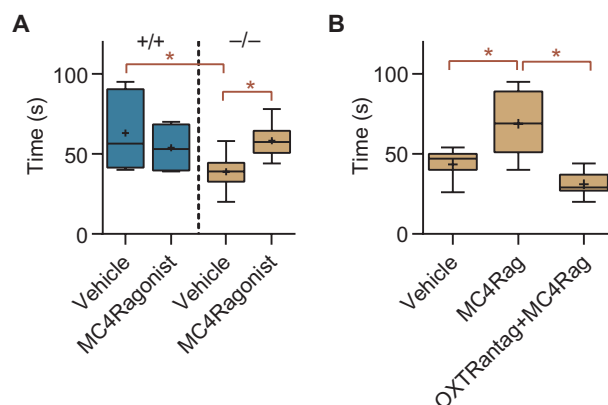 A
+/+
–/–
*
*
Time (s)
100
50
0
Vehicle
MC4Ragonist
Vehicle
MC4Ragonist
B
*
*
Time (s)
100
50
0
Vehicle
MC4Rag
OXTRantag+MC4Rag